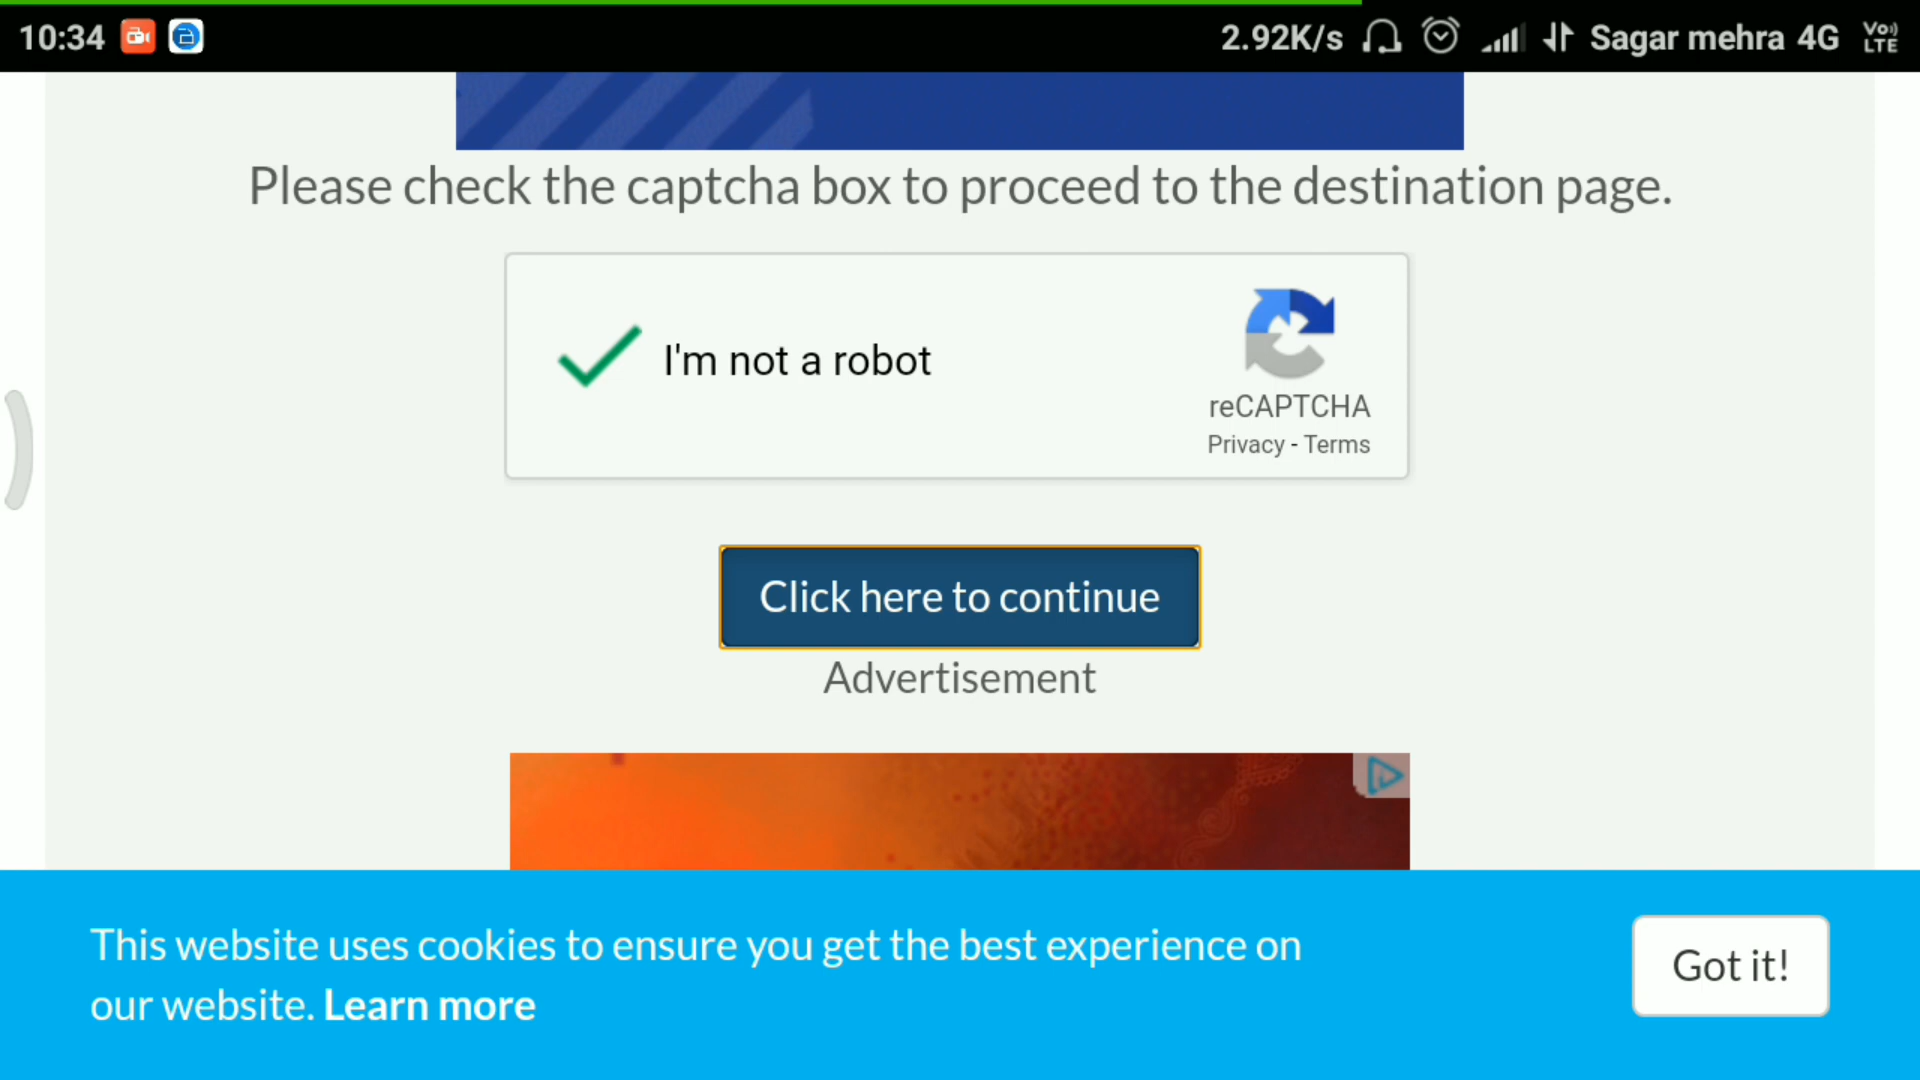 10:34 2.92K/s Sagar mehra 4G Vo) LTE
Please check the captcha box to proceed to the destination page.
I'm not a robot
reCAPTCHA
Privacy - Terms
Click here to continue
Advertisement
This website uses cookies to ensure you get the best experience on
our website. Learn more
Got it!